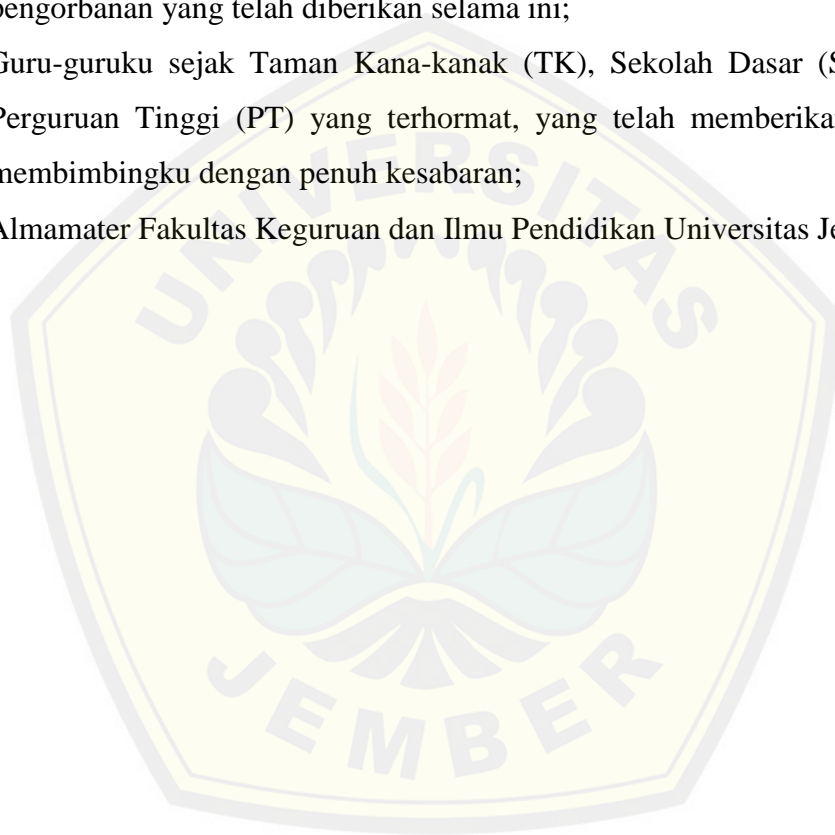 pengorbanan yang telah diberikan selama ini;
Guru-guruku sejak Taman Kana-kanak (TK), Sekolah Dasar (S
Perguruan Tinggi (PT) yang terhormat, yang telah memberika
membimbingku dengan penuh kesabaran;
Almamater Fakultas Keguruan dan Ilmu Pendidikan Universitas Je
UNIVERSITAS
JEMBER